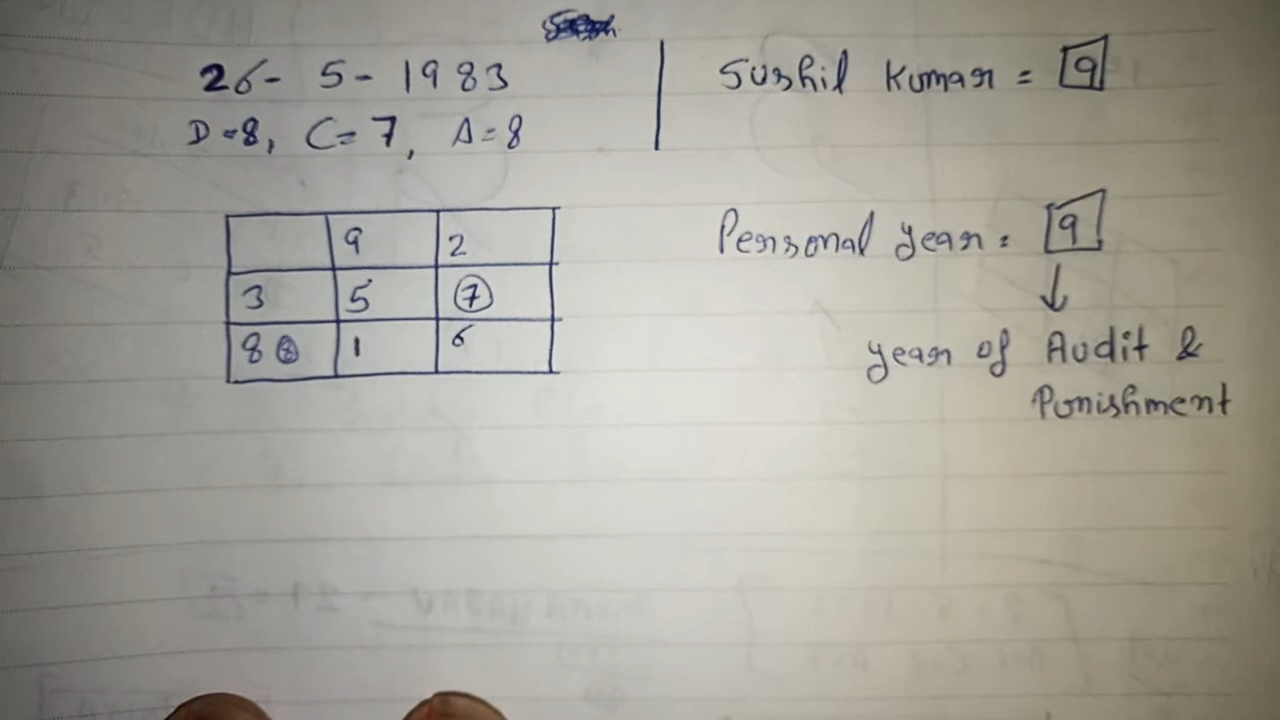 26- 5- 1983
D=8, C=7, A=8
Sushil Kumar = 9
9 2
3 5 7
8 8 1 6
Personal year = 9
↓
year of Audit &
Punishment